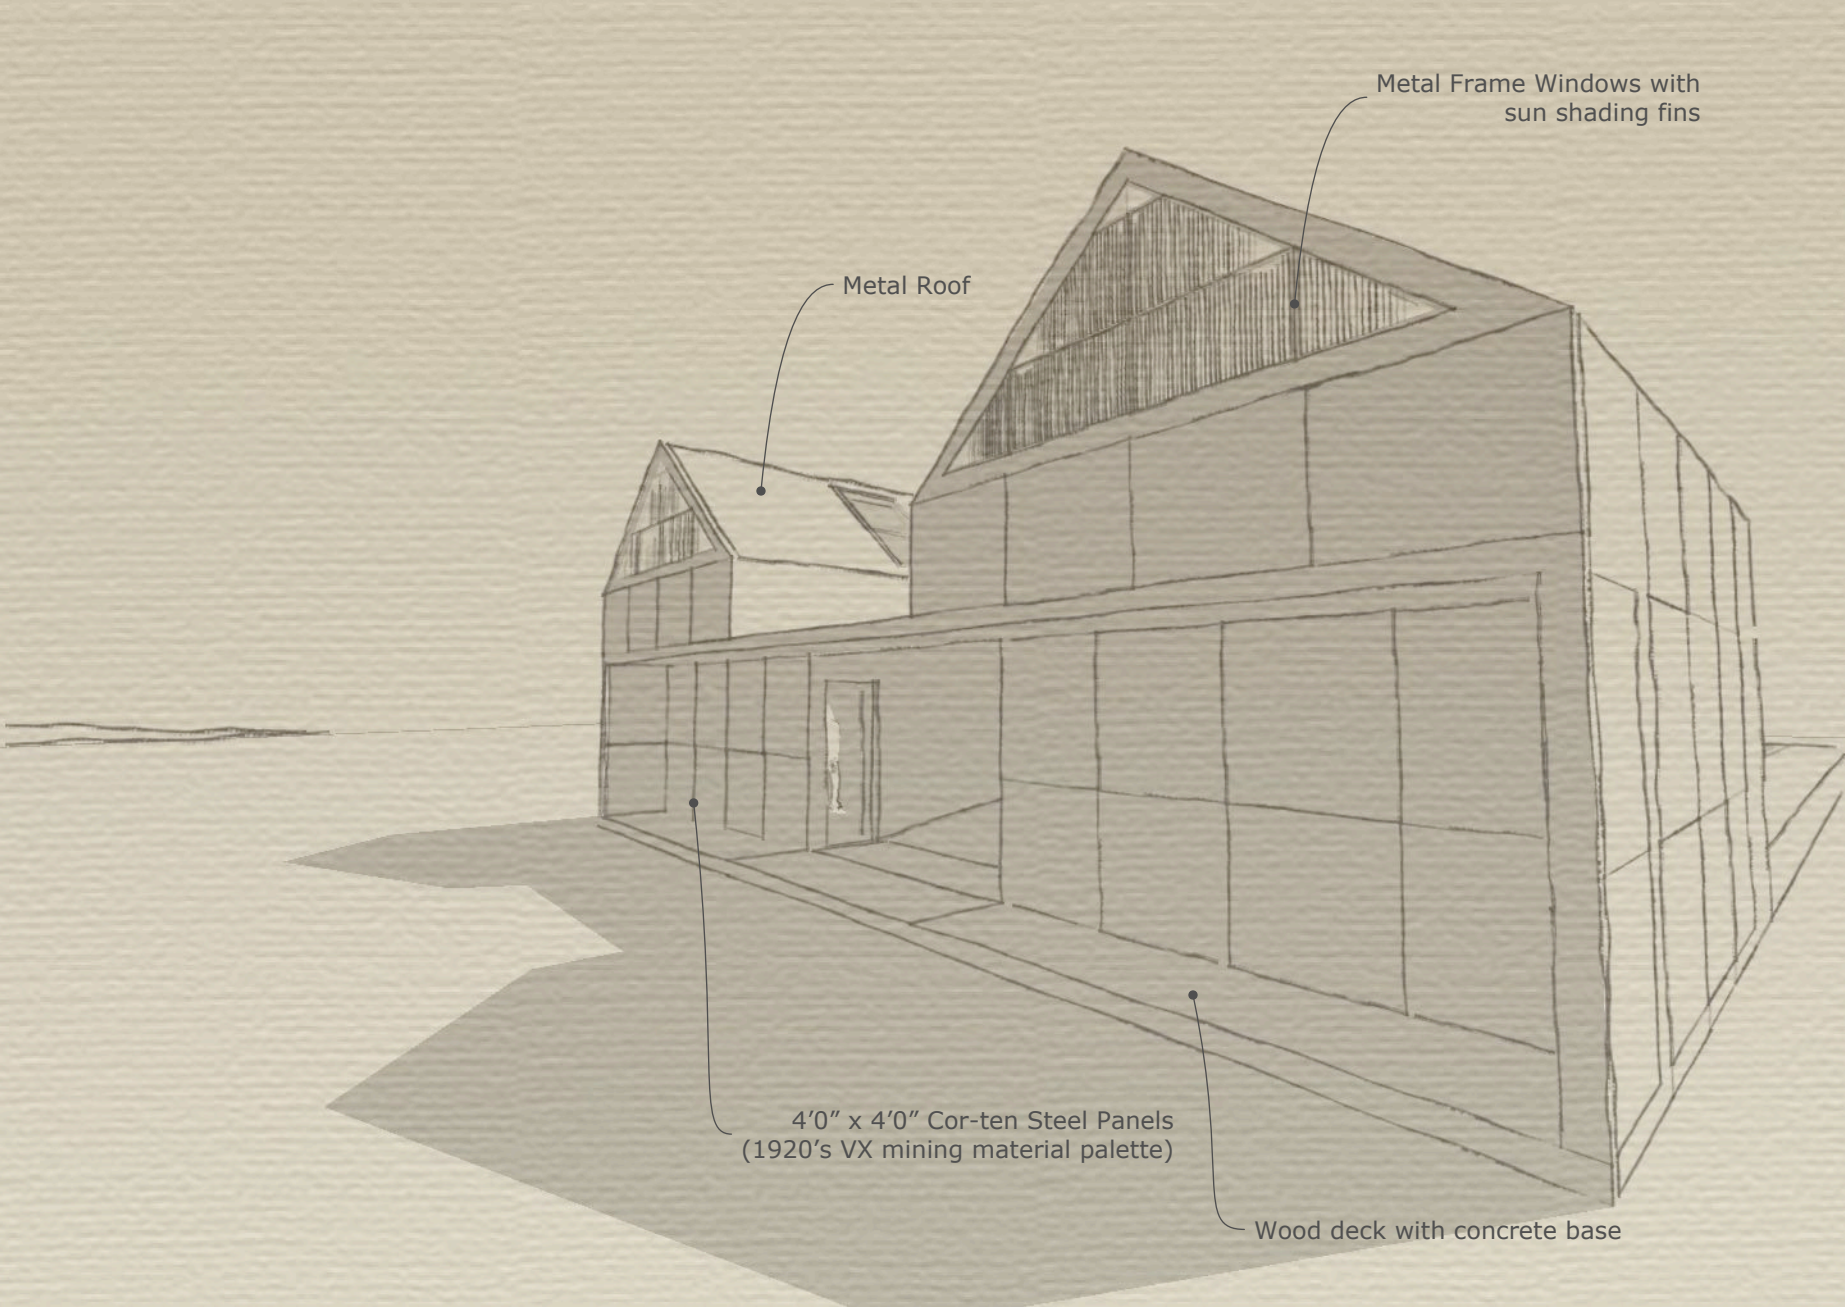 Metal Frame Windows with
sun shading fins
Metal Roof
4’0” x 4’0” Cor-ten Steel Panels
(1920’s VX mining material palette)
Wood deck with concrete base